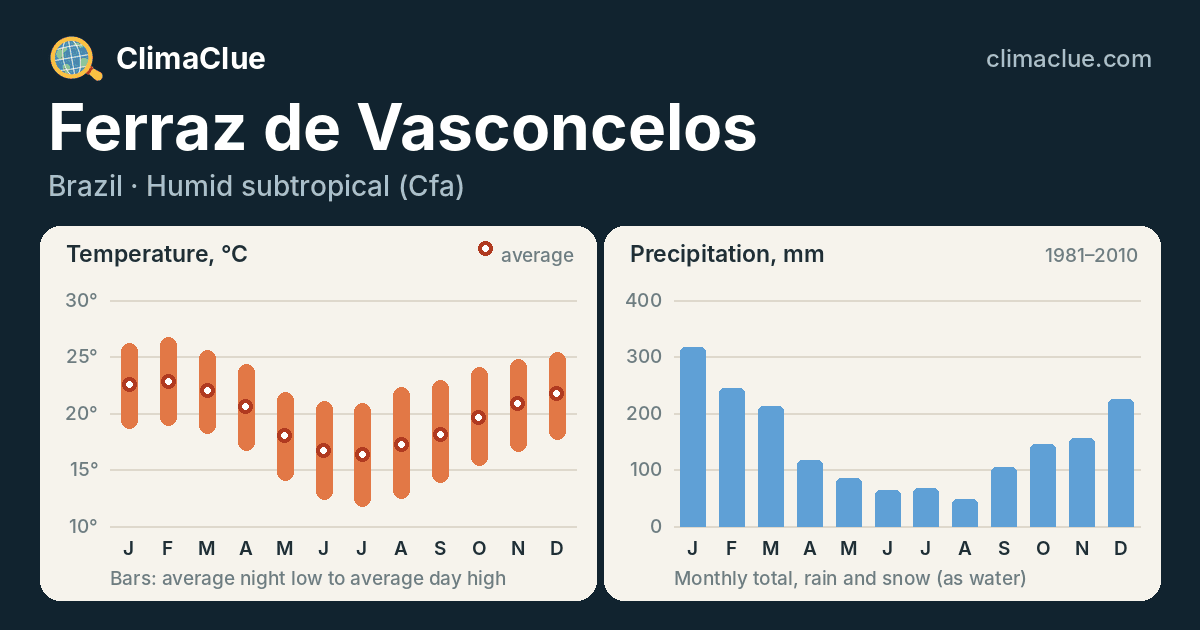 ClimaClue
climaclue.com
Ferraz de Vasconcelos
Brazil · Humid subtropical (Cfa)
Temperature, °C
average
30°
25°
20°
15°
10°
J F M A M J J A S O N D
Bars: average night low to average day high
Precipitation, mm
1981–2010
400
300
200
100
0
J F M A M J J A S O N D
Monthly total, rain and snow (as water)